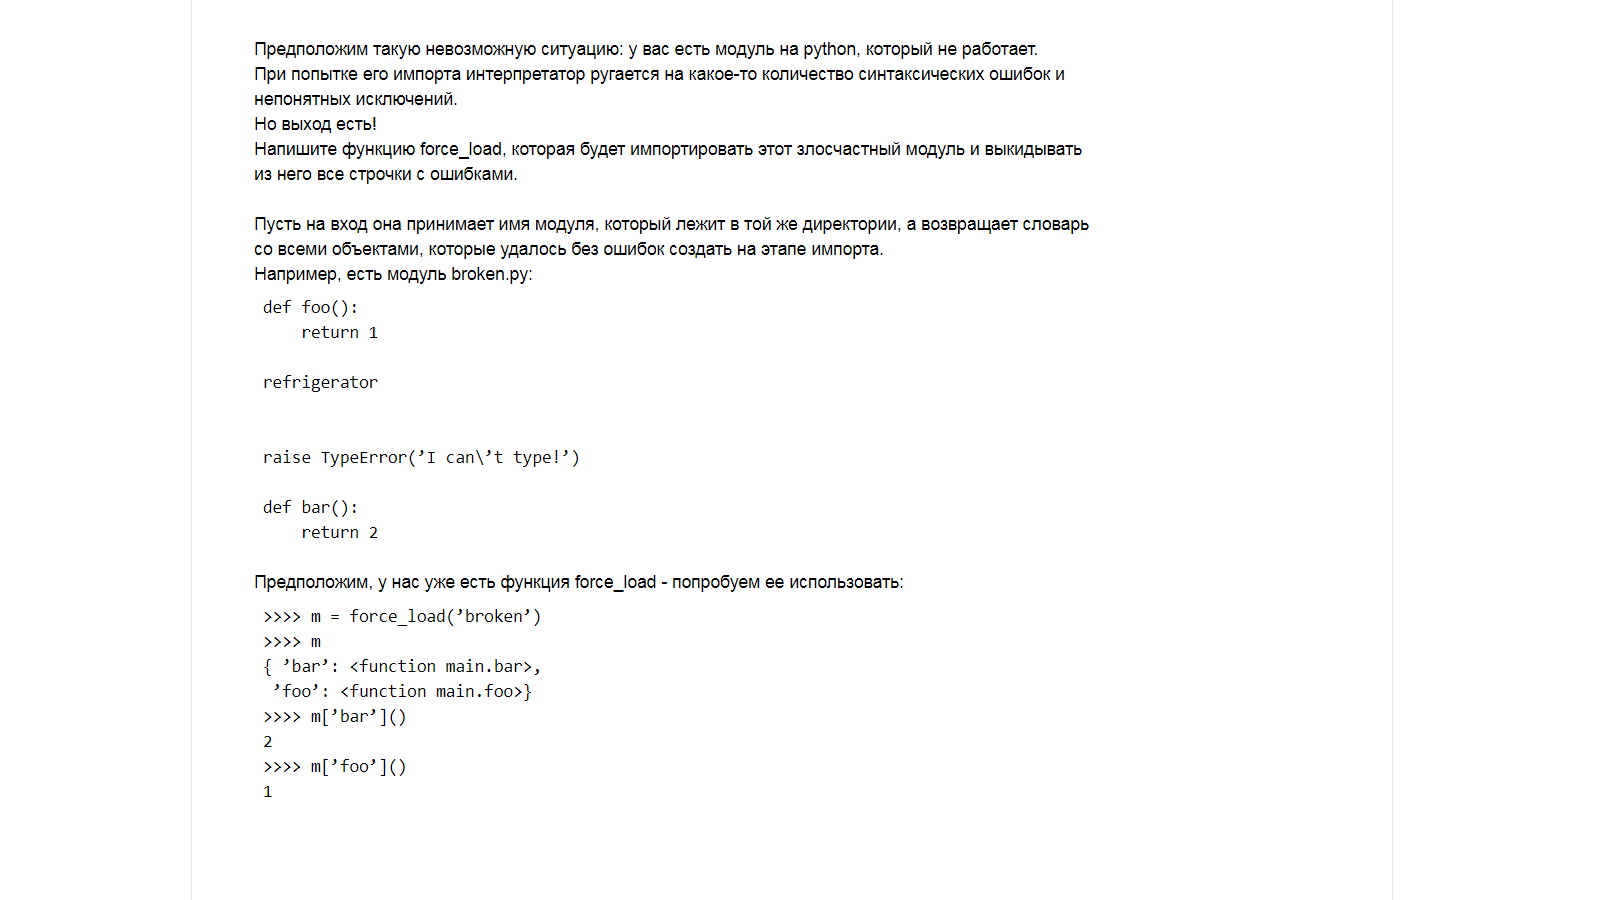 Предположим такую невозможную ситуацию: у вас есть модуль на python, который не работает.
При попытке его импорта интерпретатор ругается на какое-то количество синтаксических ошибок и
непонятных исключений.
Но выход есть!
Напишите функцию force_load, которая будет импортировать этот злосчастный модуль и выкидывать
из него все строчки с ошибками.
Пусть на вход она принимает имя модуля, который лежит в той же директории, а возвращает словарь
со всеми объектами, которые удалось без ошибок создать на этапе импорта.
Например, есть модуль broken.py:
def foo():
    return 1
refrigerator
raise TypeError(’I can\’t type!’)
def bar():
    return 2
Предположим, у нас уже есть функция force_load - попробуем ее использовать:
>>>> m = force_load(’broken’)
>>>> m
{ ’bar’: <function main.bar>,
 ’foo’: <function main.foo>}
>>>> m[’bar’]()
2
>>>> m[’foo’]()
1